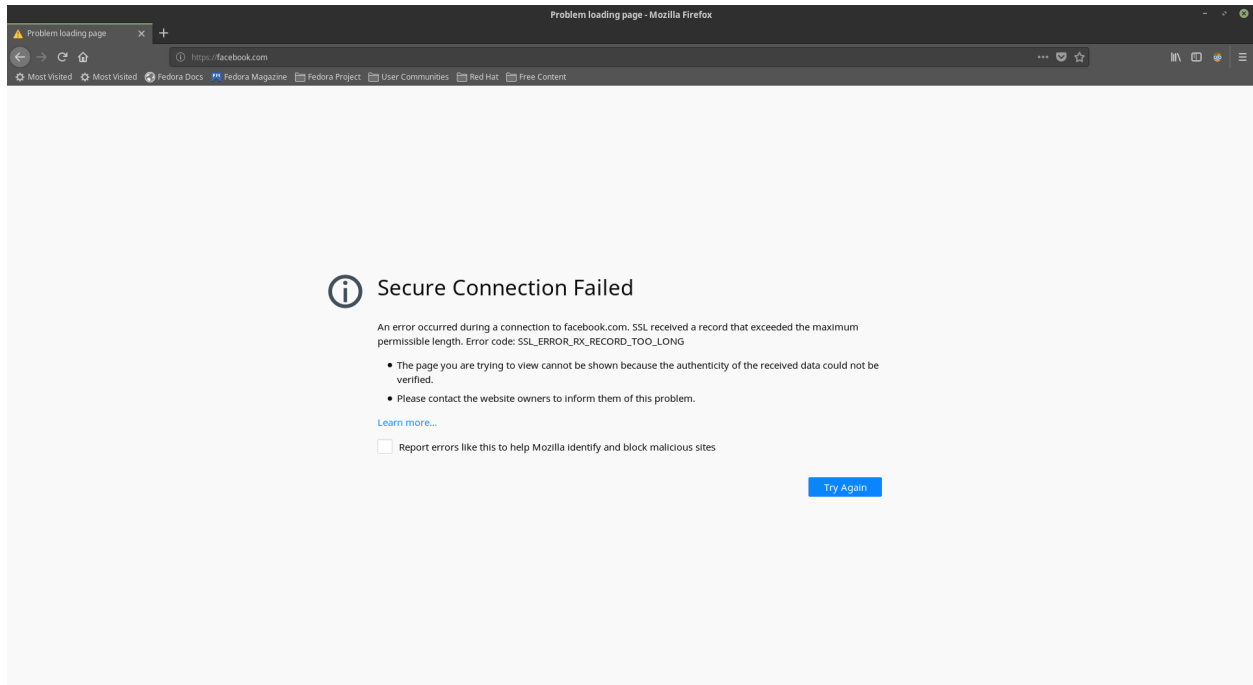 Problem loading page - Mozilla Firefox
Problem loading page
https://facebook.com
Most Visited Most Visited Fedora Docs Fedora Magazine Fedora Project User Communities Red Hat Free Content
Secure Connection Failed
An error occurred during a connection to facebook.com. SSL received a record that exceeded the maximum
permissible length. Error code: SSL_ERROR_RX_RECORD_TOO_LONG
The page you are trying to view cannot be shown because the authenticity of the received data could not be
verified.
Please contact the website owners to inform them of this problem.
Learn more...
Report errors like this to help Mozilla identify and block malicious sites
Try Again